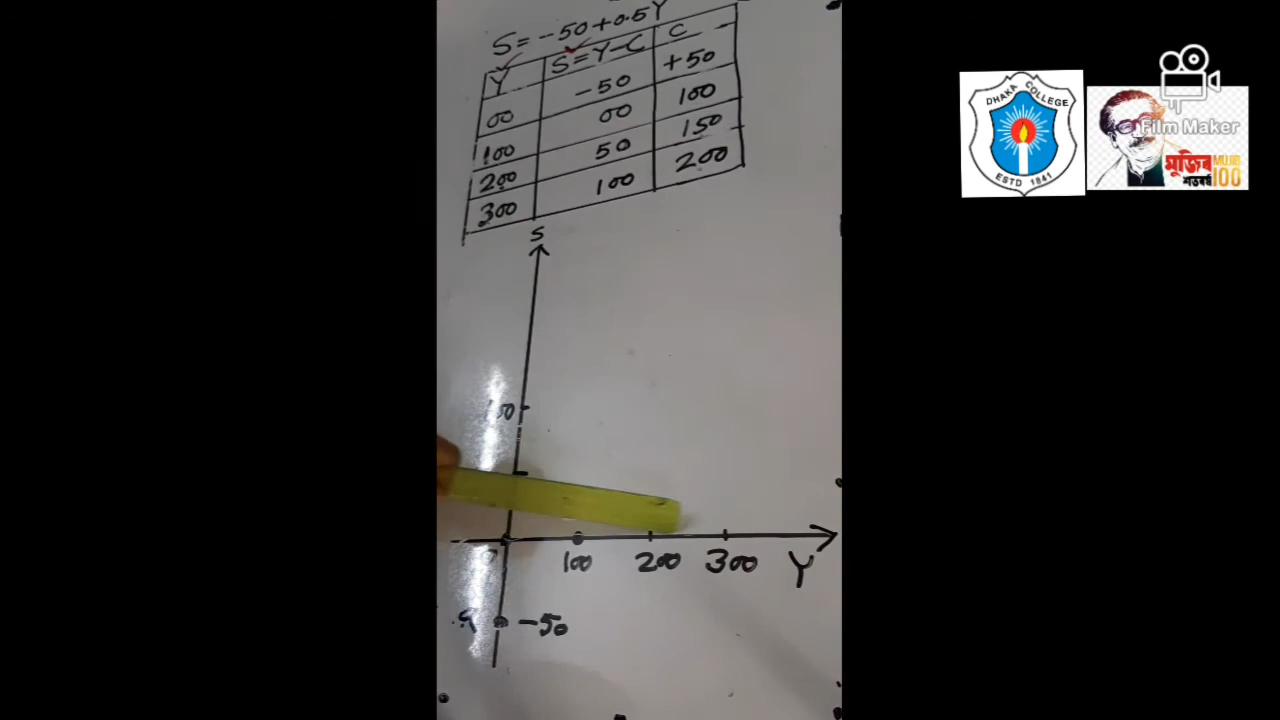 S = -50 + 0.5Y
Y S = Y - C C
00 -50 +50
100 00 100
200 50 150
300 100 200
S
100
100 200 300 Y
-50
DHAKA COLLEGE
ESTD 1841
Film Maker
মুজিব MUJIB
শতবর্ষ 100